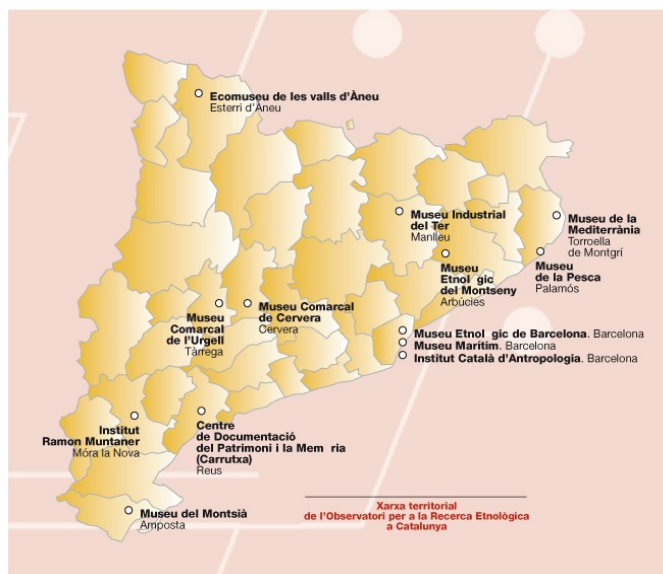 Ecomuseu de les valls d'Àneu
Esterri d'Àneu
Museu Industrial
del Ter
Manlleu
Museu de la
Mediterrània
Torroella
de Montgrí
Museu
Etnol gic
del Montseny
Arbúcies
Museu
de la Pesca
Palamós
Museu
Comarcal
de l'Urgell
Tàrrega
Museu Comarcal
de Cervera
Cervera
Museu Etnol gic de Barcelona. Barcelona
Museu Marítim. Barcelona
Institut Català d'Antropologia. Barcelona
Institut
Ramon Muntaner
Móra la Nova
Centre
de Documentació
del Patrimoni i la Mem ria
(Carrutxa)
Reus
Museu del Montsià
Amposta
Xarxa territorial
de l'Observatori per a la Recerca Etnològica
a Catalunya